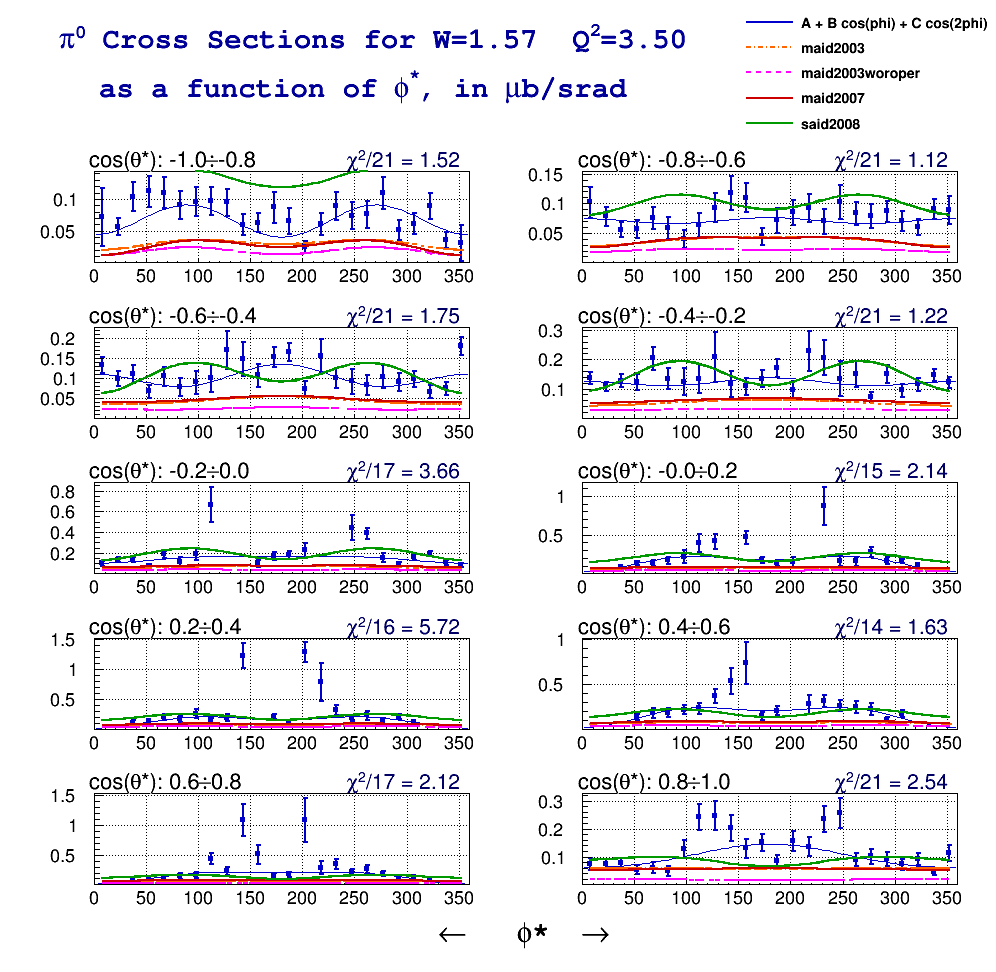 π⁰ Cross Sections for W=1.57 Q²=3.50
as a function of ϕ*, in μb/srad
A + B cos(phi) + C cos(2phi)
maid2003
maid2003woroper
maid2007
said2008
cos(θ*): -1.0÷-0.8 χ²/21 = 1.52
0.1
0.05
0 50 100 150 200 250 300 350
cos(θ*): -0.8÷-0.6 χ²/21 = 1.12
0.15
0.1
0.05
0 50 100 150 200 250 300 350
cos(θ*): -0.6÷-0.4 χ²/21 = 1.75
0.2
0.15
0.1
0.05
0 50 100 150 200 250 300 350
cos(θ*): -0.4÷-0.2 χ²/21 = 1.22
0.3
0.2
0.1
0 50 100 150 200 250 300 350
cos(θ*): -0.2÷0.0 χ²/17 = 3.66
0.8
0.6
0.4
0.2
0 50 100 150 200 250 300 350
cos(θ*): -0.0÷0.2 χ²/15 = 2.14
1
0.5
0 50 100 150 200 250 300 350
cos(θ*): 0.2÷0.4 χ²/16 = 5.72
1.5
1
0.5
0 50 100 150 200 250 300 350
cos(θ*): 0.4÷0.6 χ²/14 = 1.63
1
0.5
0 50 100 150 200 250 300 350
cos(θ*): 0.6÷0.8 χ²/17 = 2.12
1.5
1
0.5
0 50 100 150 200 250 300 350
cos(θ*): 0.8÷1.0 χ²/21 = 2.54
0.3
0.2
0.1
0 50 100 150 200 250 300 350
← ϕ* →